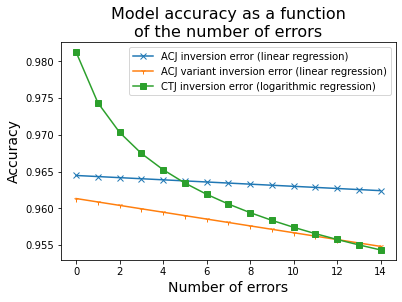 Model accuracy as a function
of the number of errors
ACJ inversion error (linear regression)
ACJ variant inversion error (linear regression)
CTJ inversion error (logarithmic regression)
Accuracy
0.980
0.975
0.970
0.965
0.960
0.955
0 2 4 6 8 10 12 14
Number of errors